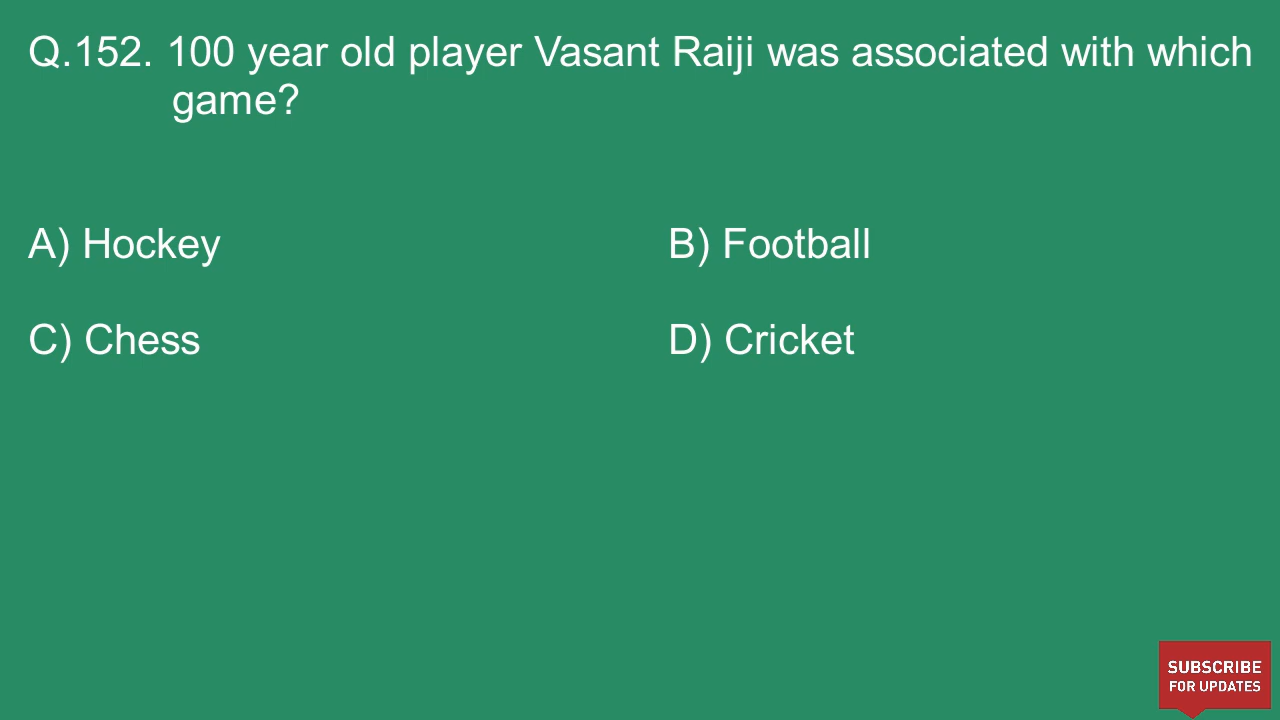 Q.152. 100 year old player Vasant Raiji was associated with which
game?
A) Hockey
B) Football
C) Chess
D) Cricket
SUBSCRIBE
FOR UPDATES